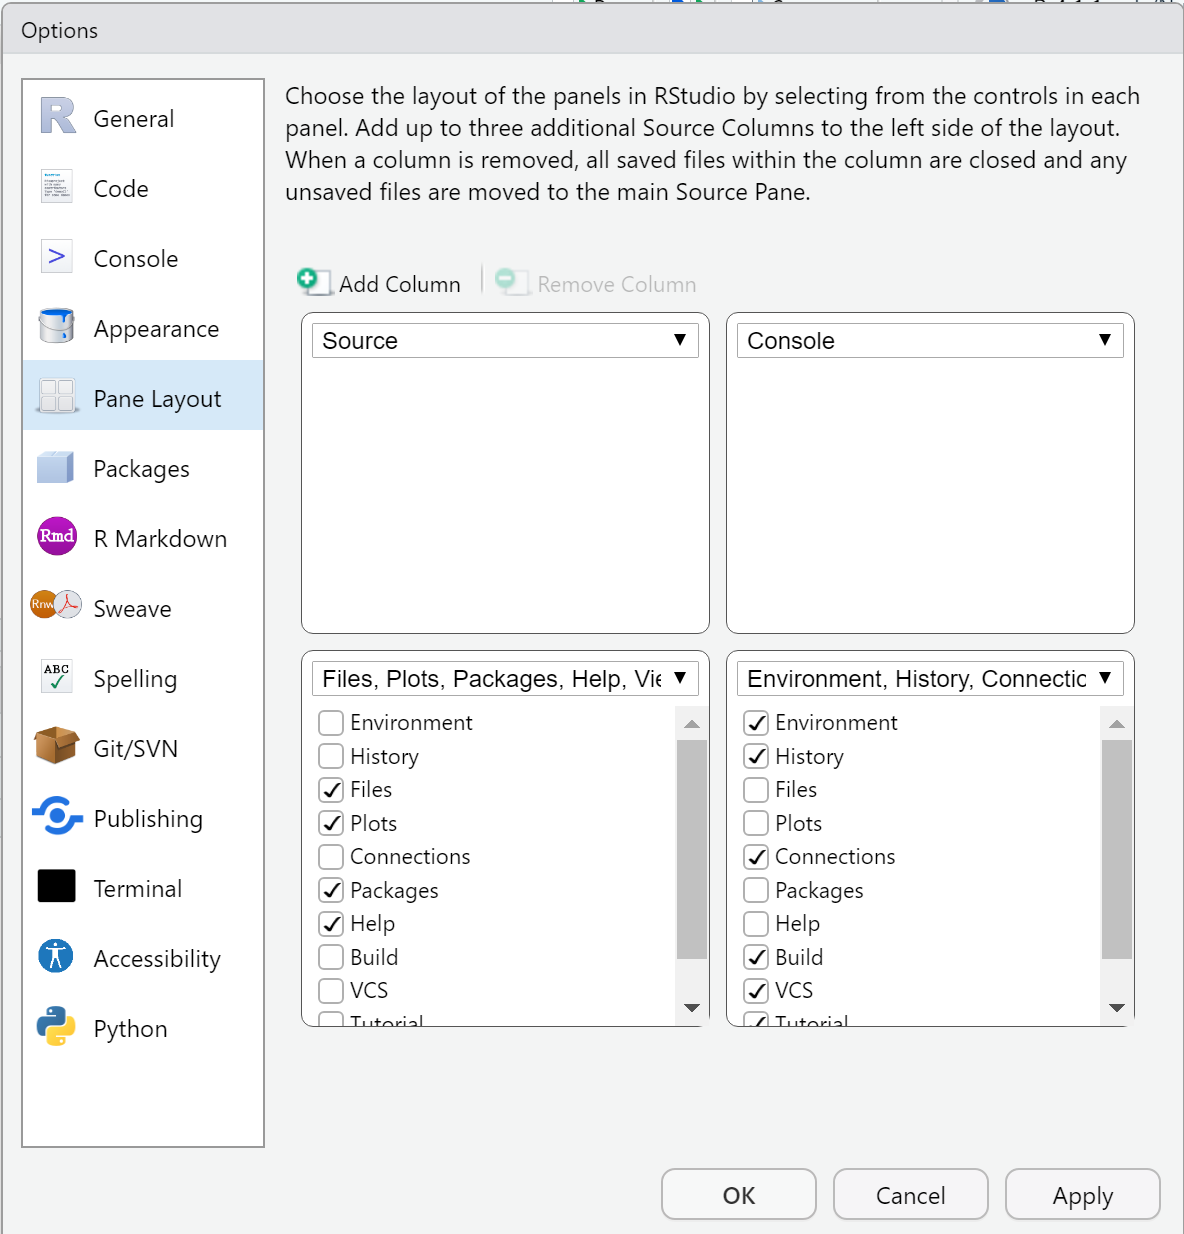 Options
General
Code
Console
Appearance
Pane Layout
Packages
Rmd
R Markdown
Rnw
Sweave
ABC
Spelling
Git/SVN
Publishing
Terminal
Accessibility
Python
Choose the layout of the panels in RStudio by selecting from the controls in each
panel. Add up to three additional Source Columns to the left side of the layout.
When a column is removed, all saved files within the column are closed and any
unsaved files are moved to the main Source Pane.
Add Column
Remove Column
Source
Console
Files, Plots, Packages, Help, Vie
Environment
History
Files
Plots
Connections
Packages
Help
Build
VCS
Tutorial
Environment, History, Connectic
Environment
History
Files
Plots
Connections
Packages
Help
Build
VCS
Tutorial
OK
Cancel
Apply